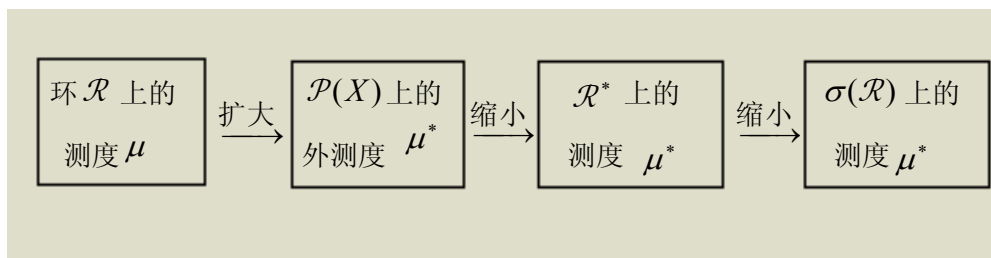 环 ℛ 上的
测度 μ
扩大
𝒫(X) 上的
外测度 μ*
缩小
ℛ* 上的
测度 μ*
缩小
σ(ℛ) 上的
测度 μ*